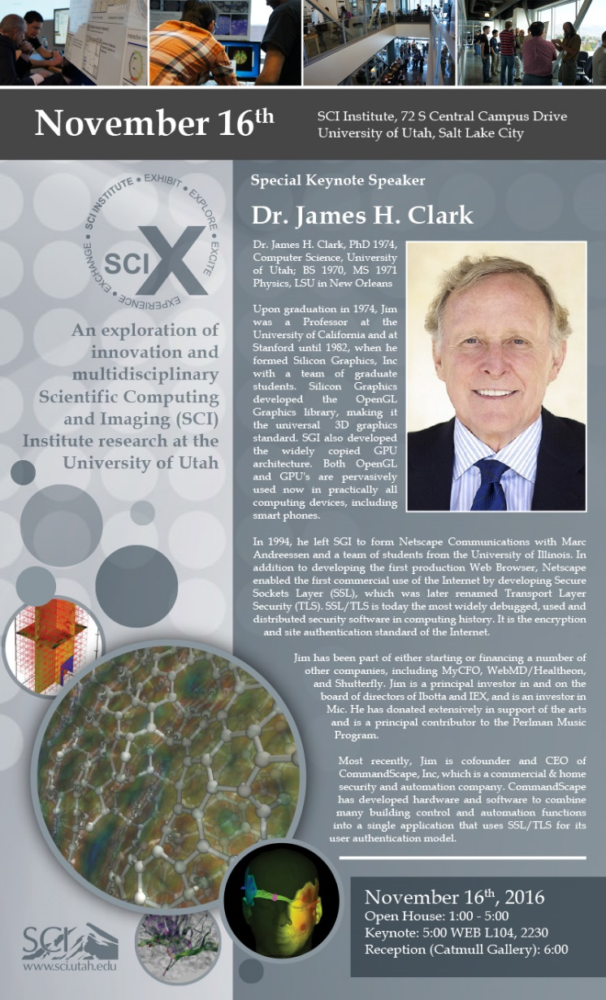 November 16th
SCI Institute, 72 S Central Campus Drive
University of Utah, Salt Lake City
SCI INSTITUTE • EXHIBIT • EXPLORE • EXCITE • EXPERIENCE • EXCHANGE •
SCIX
An exploration of
innovation and
multidisciplinary
Scientific Computing
and Imaging (SCI)
Institute research at the
University of Utah
Special Keynote Speaker
Dr. James H. Clark
Dr. James H. Clark, PhD 1974,
Computer Science, University
of Utah; BS 1970, MS 1971
Physics, LSU in New Orleans
Upon graduation in 1974, Jim
was a Professor at the
University of California and at
Stanford until 1982, when he
formed Silicon Graphics, Inc
with a team of graduate
students. Silicon Graphics
developed the OpenGL
Graphics library, making it
the universal 3D graphics
standard. SGI also developed
the widely copied GPU
architecture. Both OpenGL
and GPU's are pervasively
used now in practically all
computing devices, including
smart phones.
In 1994, he left SGI to form Netscape Communications with Marc
Andreessen and a team of students from the University of Illinois. In
addition to developing the first production Web Browser, Netscape
enabled the first commercial use of the Internet by developing Secure
Sockets Layer (SSL), which was later renamed Transport Layer
Security (TLS). SSL/TLS is today the most widely debugged, used and
distributed security software in computing history. It is the encryption
and site authentication standard of the Internet.
Jim has been part of either starting or financing a number of
other companies, including MyCFO, WebMD/Healtheon,
and Shutterfly. Jim is a principal investor in and on the
board of directors of Ibotta and IEX, and is an investor in
Mic. He has donated extensively in support of the arts
and is a principal contributor to the Perlman Music
Program.
Most recently, Jim is cofounder and CEO of
CommandScape, Inc, which is a commercial & home
security and automation company. CommandScape
has developed hardware and software to combine
many building control and automation functions
into a single application that uses SSL/TLS for its
user authentication model.
November 16th, 2016
Open House: 1:00 - 5:00
Keynote: 5:00 WEB L104, 2230
Reception (Catmull Gallery): 6:00
SCI
www.sci.utah.edu